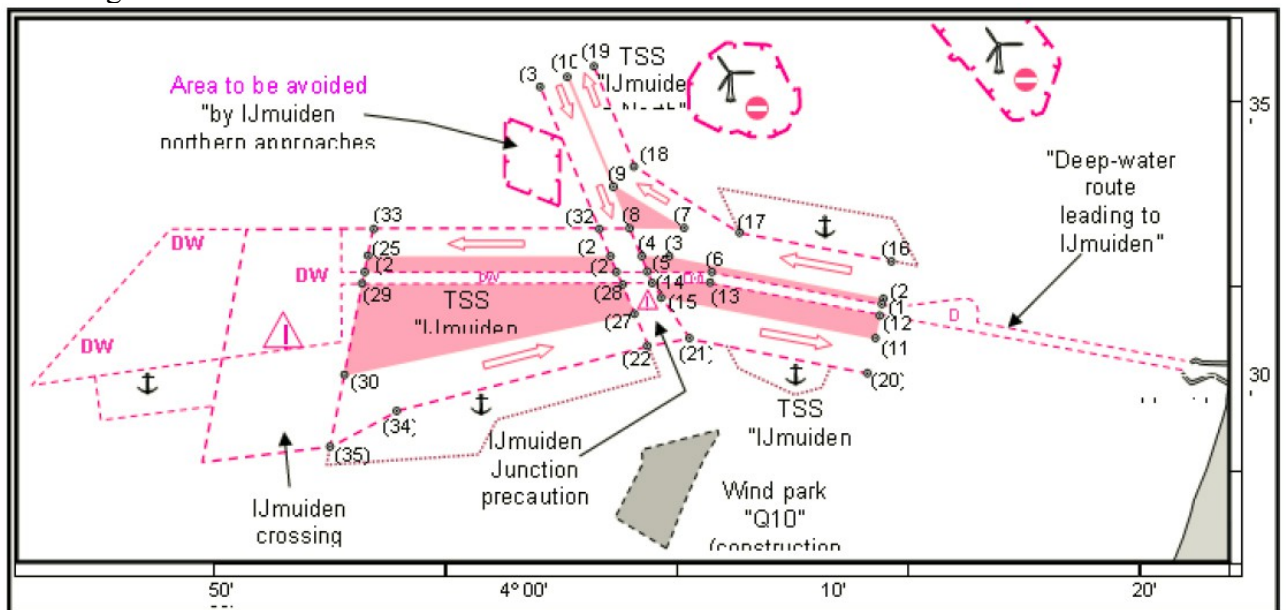 (19
TSS
(10
(3
"IJmuide
Area to be avoided
"by IJmuiden
northern approaches
(18
(9
"Deep-water
route
leading to
IJmuiden"
35
(33
(32
(8
(7
(17
(16
DW
(25
(2
(4
(3
(2
(2
(5
(6
DW
DW
(29
(28
(14
(13
(2
(1
(15
(12
D
TSS
"IJmuiden
(27
(11
DW
(22
(21)
(20)
(30
30
(34)
TSS
"IJmuiden
(35)
IJmuiden
Junction
precaution
Wind park
"Q10"
(construction
IJmuiden
crossing
50'
4° 00'
10'
20'